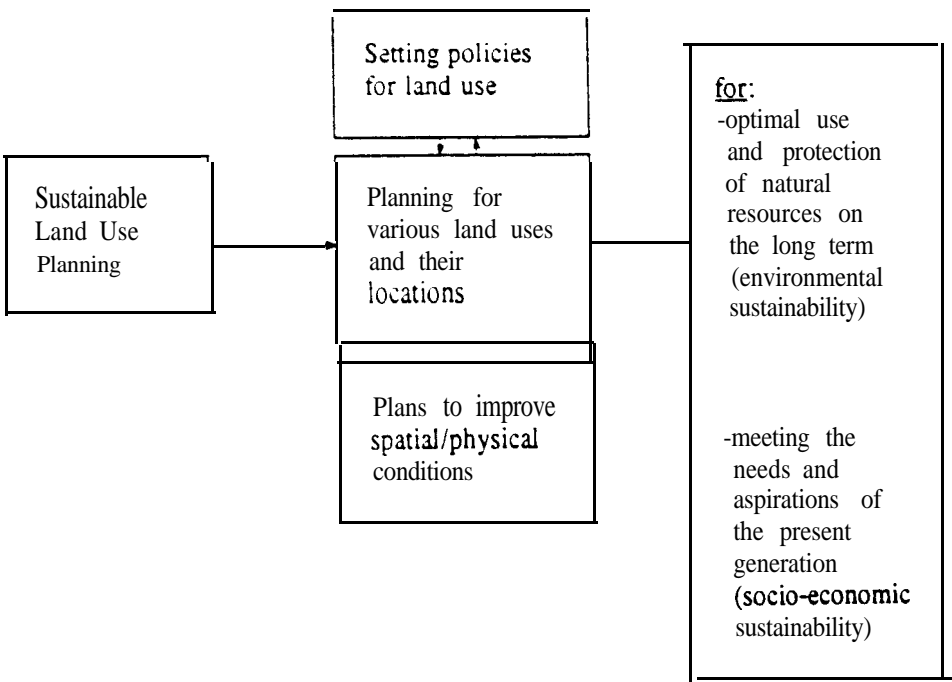 Setting policies
for land use
Sustainable
Land Use
Planning
Planning for
various land uses
and their
locations
Plans to improve
spatial/physical
conditions
for:
-optimal use
and protection
of natural
resources on
the long term
(environmental
sustainability)
-meeting the
needs and
aspirations of
the present
generation
(socio-economic
sustainability)